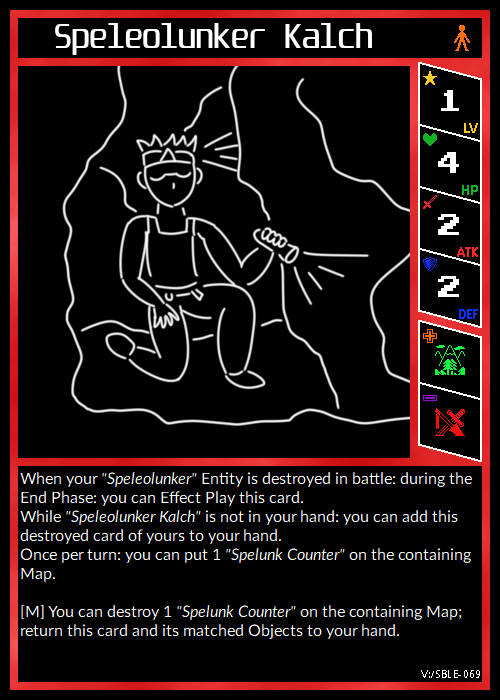 Speleolunker Kalch
1
LV
4
HP
2
ATK
2
DEF
When your "Speleolunker" Entity is destroyed in battle: during the
End Phase: you can Effect Play this card.
While "Speleolunker Kalch" is not in your hand: you can add this
destroyed card of yours to your hand.
Once per turn: you can put 1 "Spelunk Counter" on the containing
Map.
[M] You can destroy 1 "Spelunk Counter" on the containing Map;
return this card and its matched Objects to your hand.
V:/SBLE-069